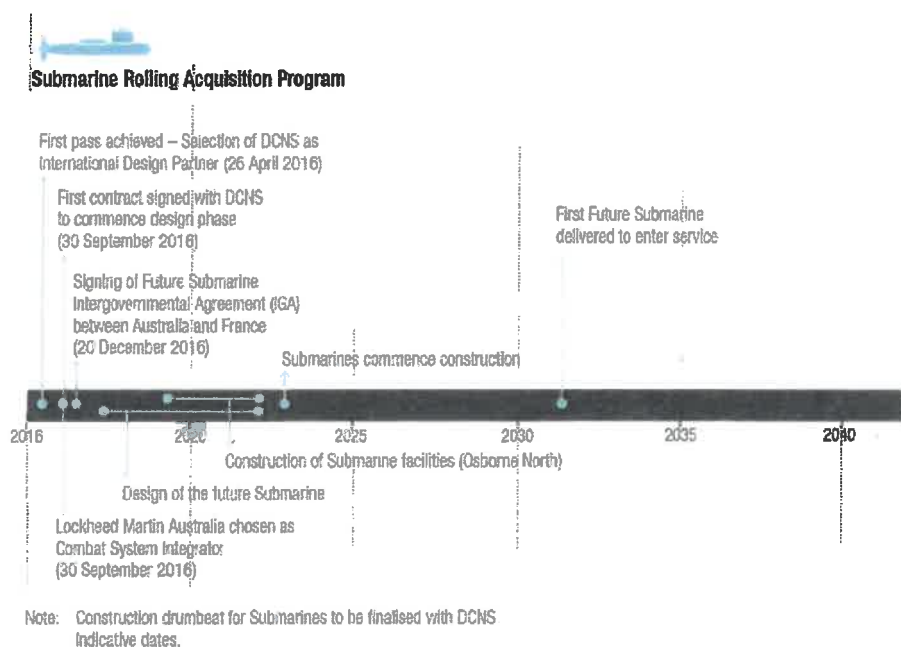 Submarine Rolling Acquisition Program
First pass achieved – Selection of DCNS as
International Design Partner (26 April 2016)
First contract signed with DCNS
to commence design phase
(30 September 2016)
First Future Submarine
delivered to enter service
Signing of Future Submarine
Intergovernmental Agreement (IGA)
between Australia and France
(20 December 2016)
Submarines commence construction
2016 2020 2025 2030 2035 2040
Construction of Submarine facilities (Osborne North)
Design of the future Submarine
Lockheed Martin Australia chosen as
Combat System Integrator
(30 September 2016)
Note: Construction drumbeat for Submarines to be finalised with DCNS
Indicative dates.